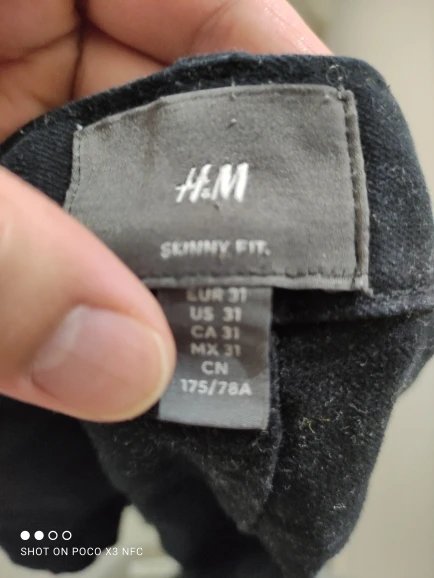 H&M
SKINNY FIT.
EUR 31
US 31
CA 31
MX 31
CN
175/78A
SHOT ON POCO X3 NFC